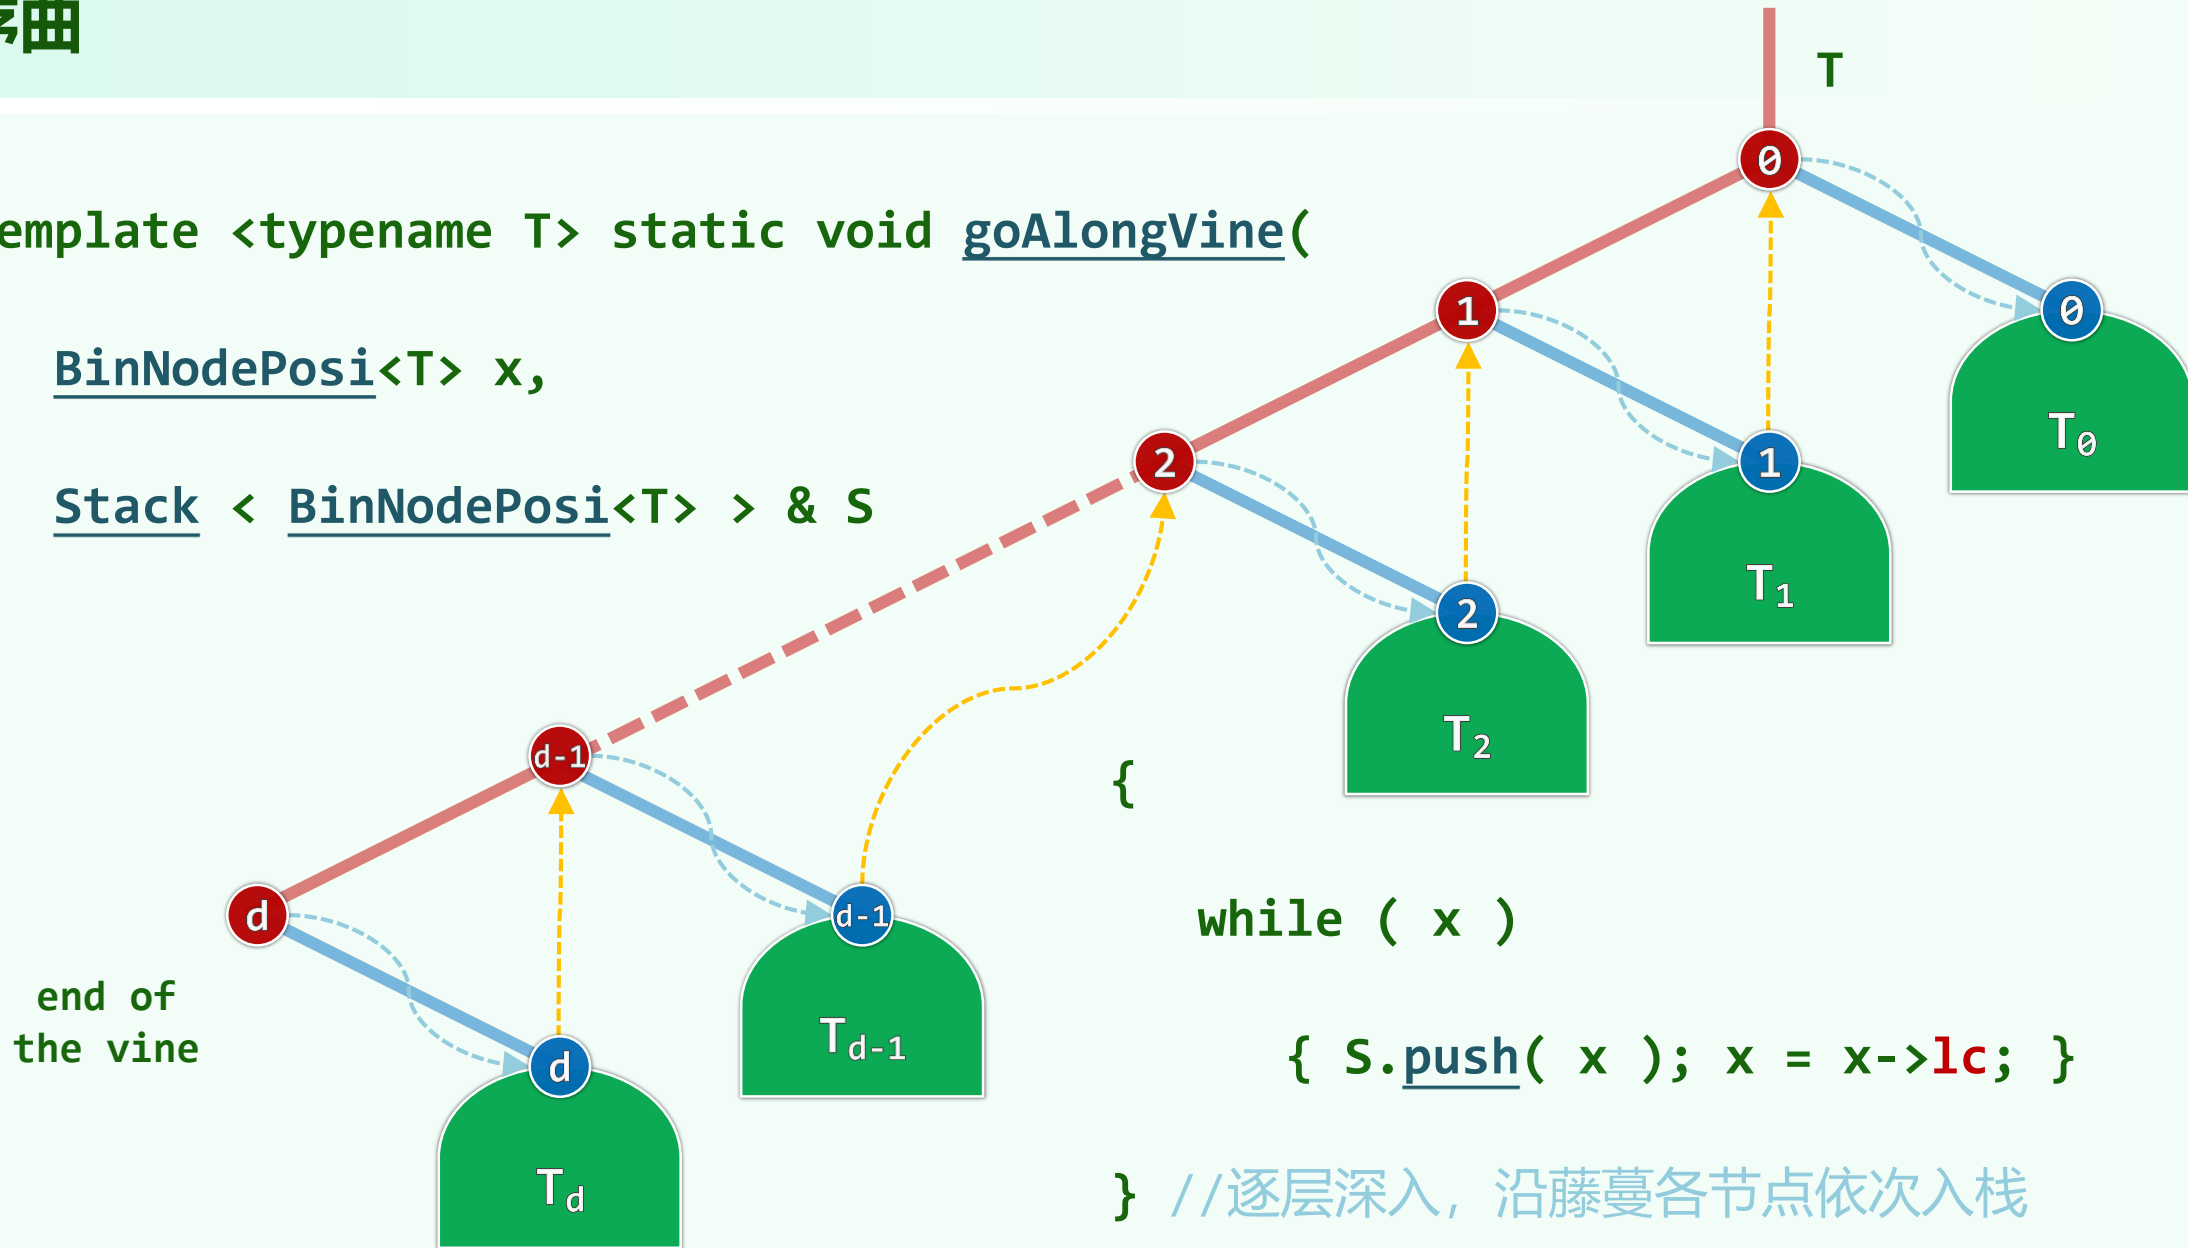 曲
T
emplate <typename T> static void goAlongVine(
BinNodePosi<T> x,
Stack < BinNodePosi<T> > & S
0
0
T0
1
1
T1
2
2
T2
{
d-1
d-1
Td-1
d
d
Td
end of
the vine
while ( x )
{ S.push( x ); x = x->lc; }
} //逐层深入，沿藤蔓各节点依次入栈